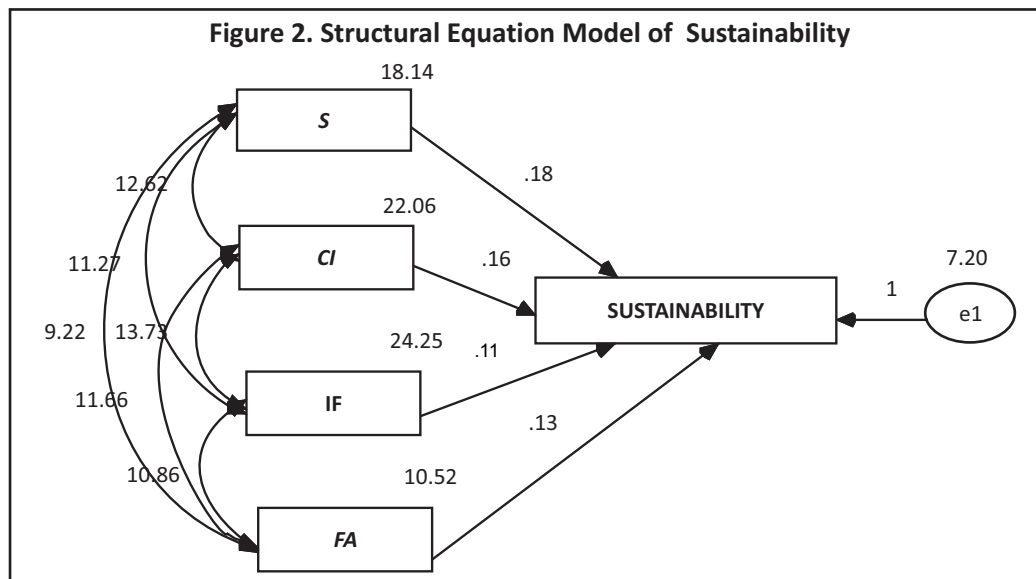 Figure 2. Structural Equation Model of Sustainability
18.14
S
.18
12.62
22.06
CI
.16
7.20
11.27
SUSTAINABILITY
1
e1
9.22
13.73
24.25
.11
11.66
IF
.13
10.86
10.52
FA